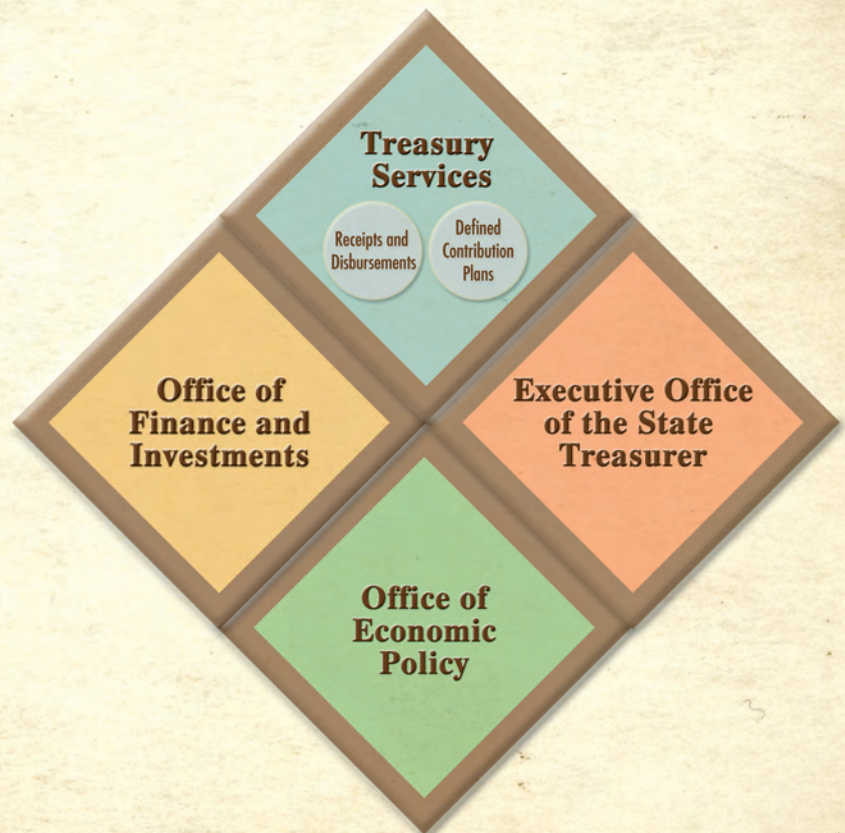 Treasury
Services
Receipts and
Disbursements
Defined
Contribution
Plans
Office of
Finance and
Investments
Executive Office
of the State
Treasurer
Office of
Economic
Policy